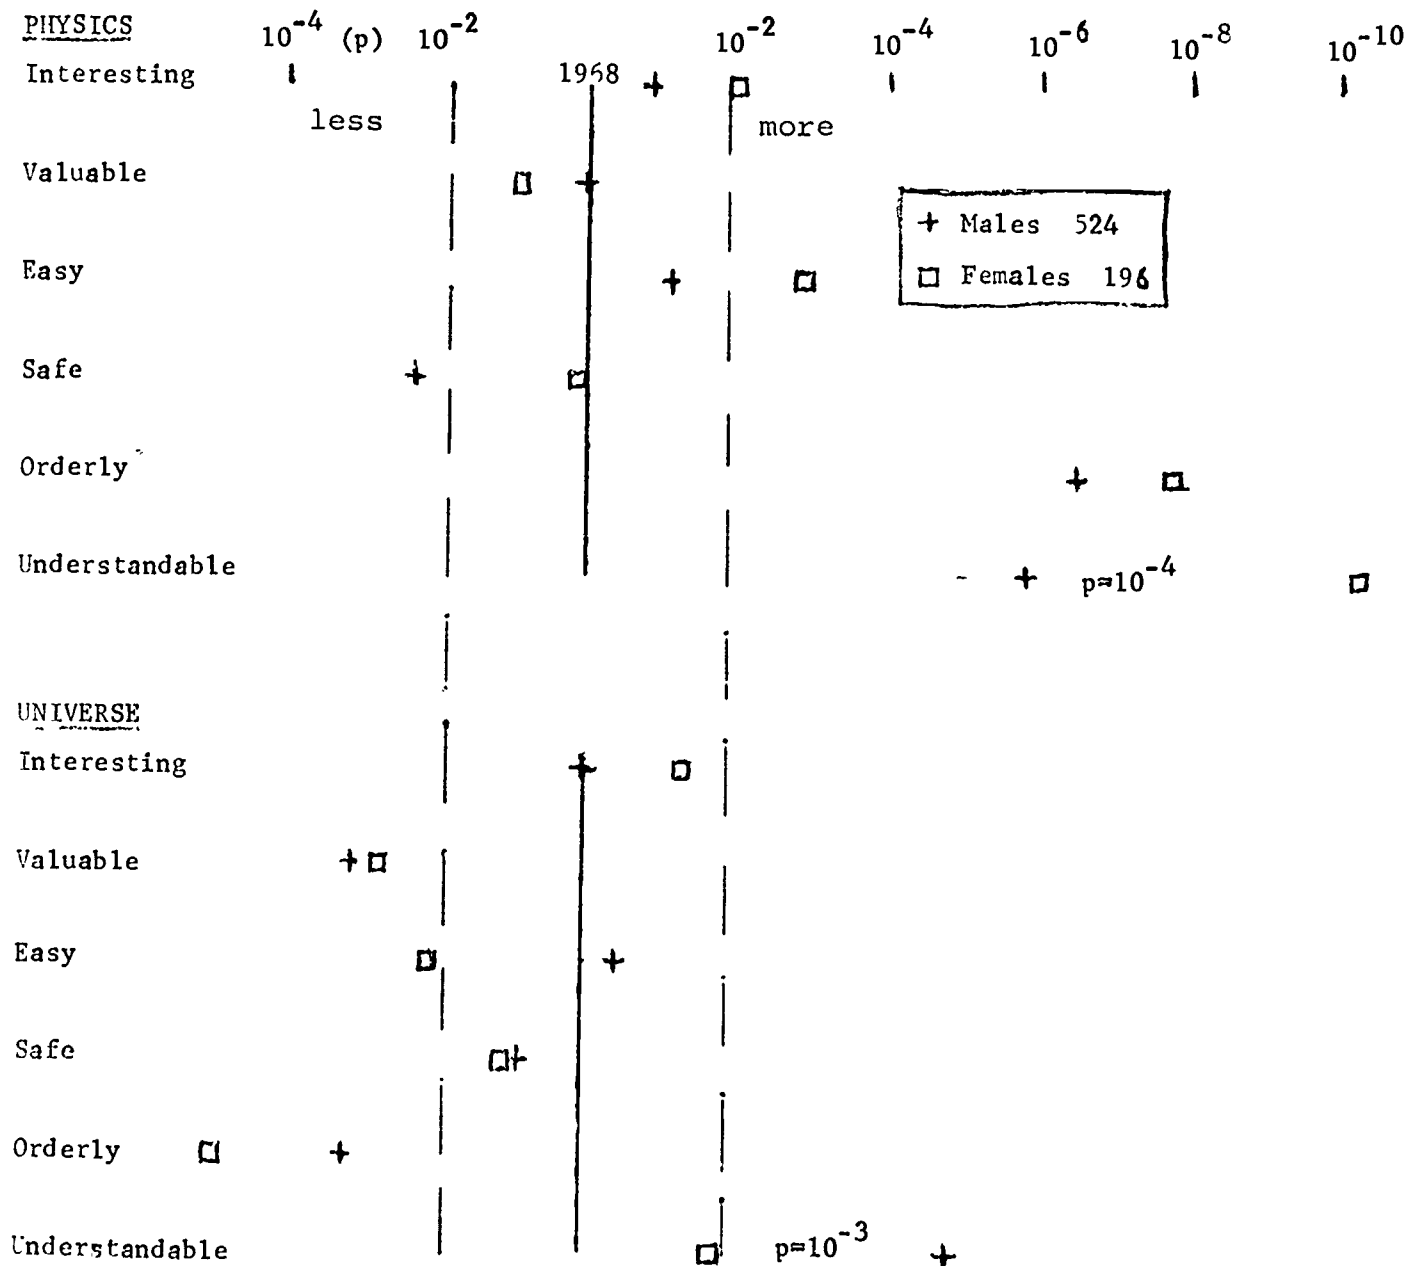 PHYSICS 10⁻⁴ (p) 10⁻² 10⁻² 10⁻⁴ 10⁻⁶ 10⁻⁸ 10⁻¹⁰
Interesting 1968
less more
Valuable
+ Males 524
Easy
□ Females 196
Safe
Orderly
Understandable p≈10⁻⁴
UNIVERSE
Interesting
Valuable
Easy
Safe
Orderly
Understandable p≈10⁻³